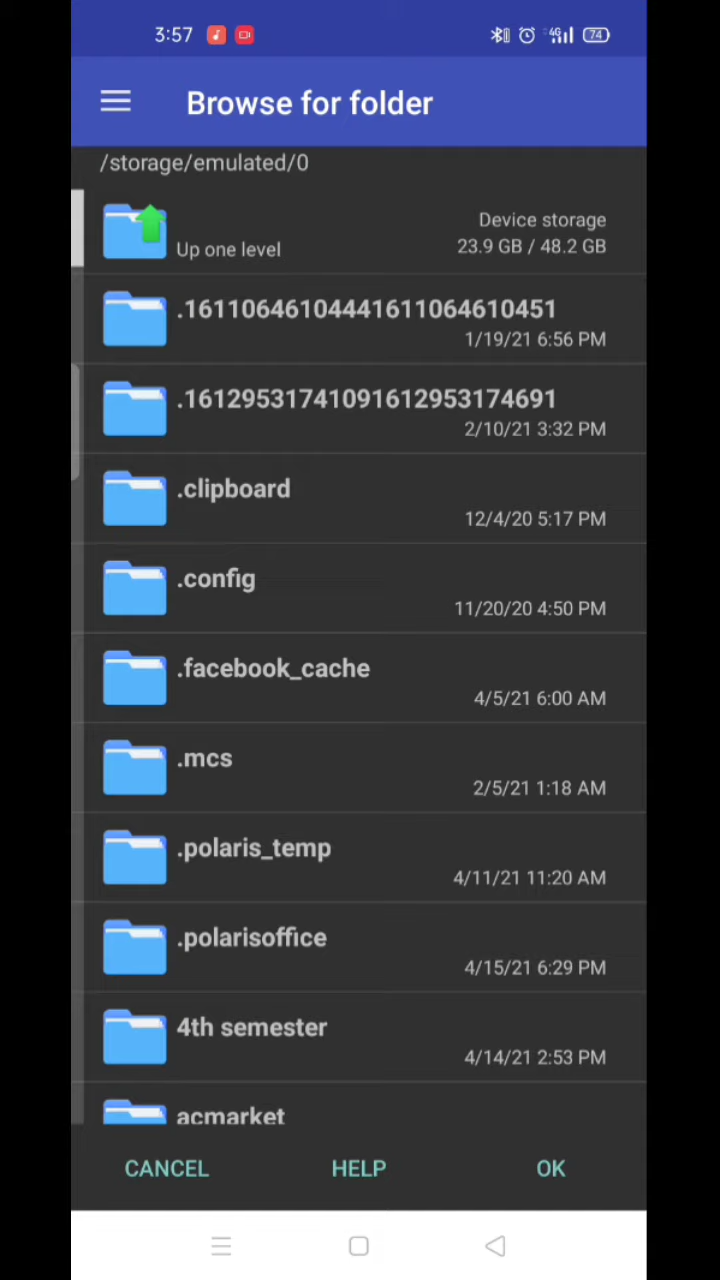 3:57 4G 74
Browse for folder
/storage/emulated/0
Device storage
Up one level 23.9 GB / 48.2 GB
.16110646104441611064610451
1/19/21 6:56 PM
.16129531741091612953174691
2/10/21 3:32 PM
.clipboard
12/4/20 5:17 PM
.config
11/20/20 4:50 PM
.facebook_cache
4/5/21 6:00 AM
.mcs
2/5/21 1:18 AM
.polaris_temp
4/11/21 11:20 AM
.polarisoffice
4/15/21 6:29 PM
4th semester
4/14/21 2:53 PM
acmarket
CANCEL HELP OK